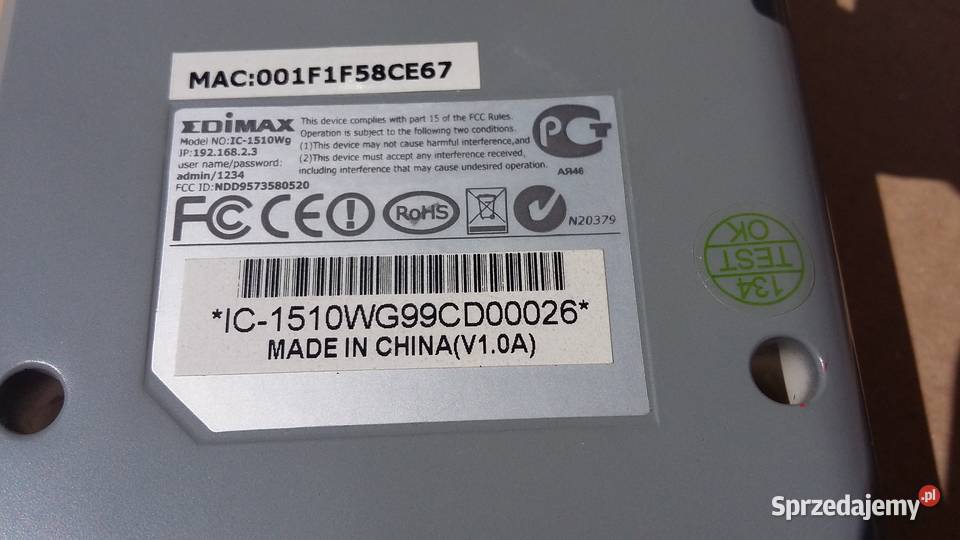 MAC:001F1F58CE67
EDIMAX
Model NO:IC-1510Wg
IP:192.168.2.3
user name/password:
admin/1234
FCC ID:NDD9573580520
This device complies with part 15 of the FCC Rules.
Operation is subject to the following two conditions.
(1)This device may not cause harmful interference,and
(2)This device must accept any interference received,
including interference that may cause undesired operation.
РСТ
АЯ46
FC CE RoHS N20379
*IC-1510WG99CD00026*
MADE IN CHINA(V1.0A)
134
TEST
OK
Sprzedajemy.pl